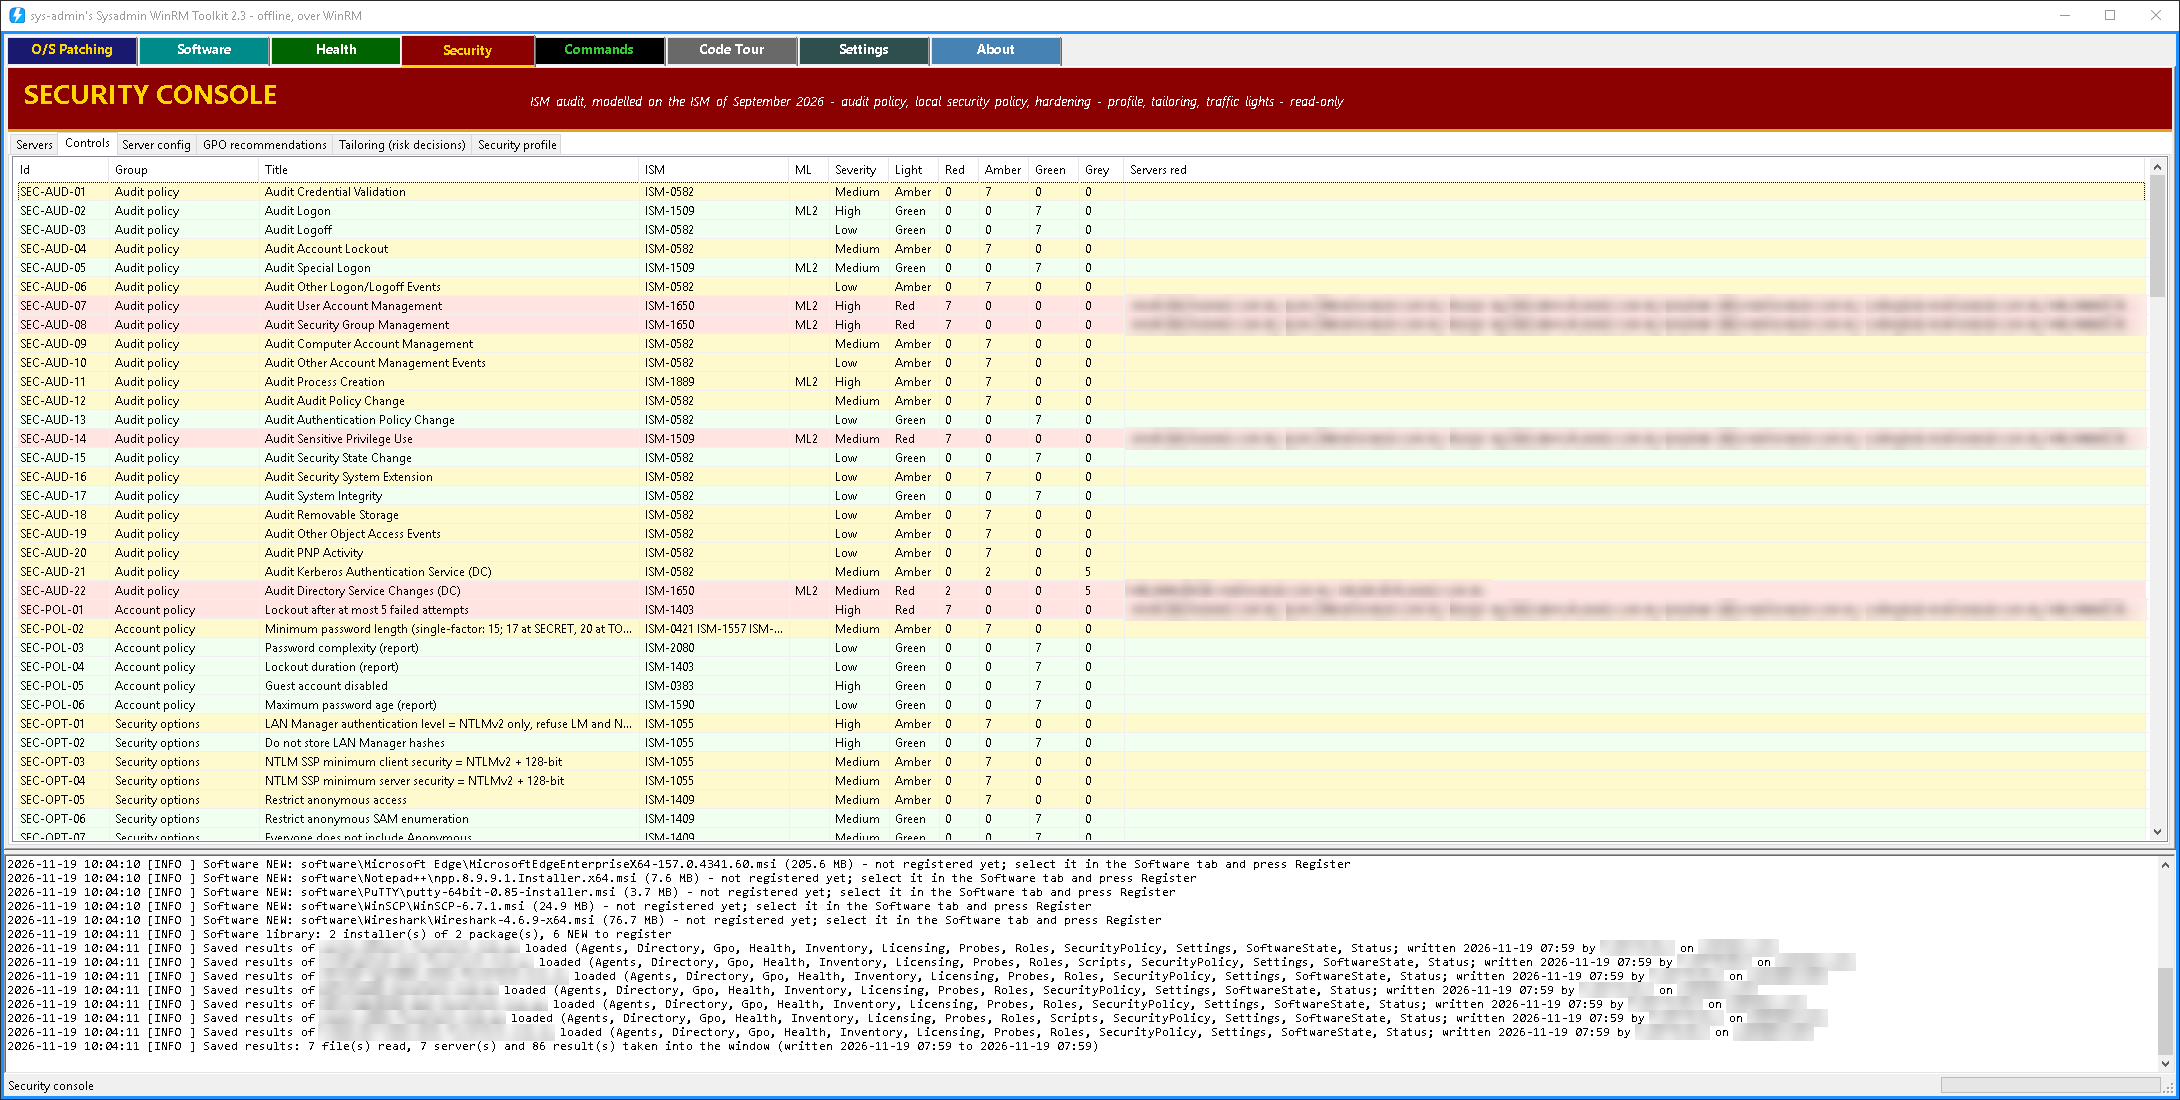 sys-admin's Sysadmin WinRM Toolkit 2.3 - offline, over WinRM
O/S Patching Software Health Security Commands Code Tour Settings About
SECURITY CONSOLE ISM audit, modelled on the ISM of September 2026 - audit policy, local security policy, hardening - profile, tailoring, traffic lights - read-only
Servers Controls Server config GPO recommendations Tailoring (risk decisions) Security profile
Id Group Title ISM ML Severity Light Red Amber Green Grey Servers red
SEC-AUD-01 Audit policy Audit Credential Validation ISM-0582 Medium Amber 0 7 0 0
SEC-AUD-02 Audit policy Audit Logon ISM-1509 ML2 High Green 0 0 7 0
SEC-AUD-03 Audit policy Audit Logoff ISM-0582 Low Green 0 0 7 0
SEC-AUD-04 Audit policy Audit Account Lockout ISM-0582 Medium Amber 0 7 0 0
SEC-AUD-05 Audit policy Audit Special Logon ISM-1509 ML2 Medium Green 0 0 7 0
SEC-AUD-06 Audit policy Audit Other Logon/Logoff Events ISM-0582 Low Amber 0 7 0 0
SEC-AUD-07 Audit policy Audit User Account Management ISM-1650 ML2 High Red 7 0 0 0
SEC-AUD-08 Audit policy Audit Security Group Management ISM-1650 ML2 High Red 7 0 0 0
SEC-AUD-09 Audit policy Audit Computer Account Management ISM-0582 Medium Amber 0 7 0 0
SEC-AUD-10 Audit policy Audit Other Account Management Events ISM-0582 Low Amber 0 7 0 0
SEC-AUD-11 Audit policy Audit Process Creation ISM-1889 ML2 High Amber 0 7 0 0
SEC-AUD-12 Audit policy Audit Audit Policy Change ISM-0582 Medium Amber 0 7 0 0
SEC-AUD-13 Audit policy Audit Authentication Policy Change ISM-0582 Low Green 0 0 7 0
SEC-AUD-14 Audit policy Audit Sensitive Privilege Use ISM-1509 ML2 Medium Red 7 0 0 0
SEC-AUD-15 Audit policy Audit Security State Change ISM-0582 Low Green 0 0 7 0
SEC-AUD-16 Audit policy Audit Security System Extension ISM-0582 Low Amber 0 7 0 0
SEC-AUD-17 Audit policy Audit System Integrity ISM-0582 Low Green 0 0 7 0
SEC-AUD-18 Audit policy Audit Removable Storage ISM-0582 Low Amber 0 7 0 0
SEC-AUD-19 Audit policy Audit Other Object Access Events ISM-0582 Low Amber 0 7 0 0
SEC-AUD-20 Audit policy Audit PNP Activity ISM-0582 Low Amber 0 7 0 0
SEC-AUD-21 Audit policy Audit Kerberos Authentication Service (DC) ISM-0582 Medium Amber 0 2 0 5
SEC-AUD-22 Audit policy Audit Directory Service Changes (DC) ISM-1650 ML2 Medium Red 2 0 0 5
SEC-POL-01 Account policy Lockout after at most 5 failed attempts ISM-1403 High Red 7 0 0 0
SEC-POL-02 Account policy Minimum password length (single-factor: 15; 17 at SECRET, 20 at TO... ISM-0421 ISM-1557 ISM-... Medium Amber 0 7 0 0
SEC-POL-03 Account policy Password complexity (report) ISM-2080 Low Green 0 0 7 0
SEC-POL-04 Account policy Lockout duration (report) ISM-1403 Low Green 0 0 7 0
SEC-POL-05 Account policy Guest account disabled ISM-0383 High Green 0 0 7 0
SEC-POL-06 Account policy Maximum password age (report) ISM-1590 Low Green 0 0 7 0
SEC-OPT-01 Security options LAN Manager authentication level = NTLMv2 only, refuse LM and N... ISM-1055 High Amber 0 7 0 0
SEC-OPT-02 Security options Do not store LAN Manager hashes ISM-1055 High Green 0 0 7 0
SEC-OPT-03 Security options NTLM SSP minimum client security = NTLMv2 + 128-bit ISM-1055 Medium Amber 0 7 0 0
SEC-OPT-04 Security options NTLM SSP minimum server security = NTLMv2 + 128-bit ISM-1055 Medium Amber 0 7 0 0
SEC-OPT-05 Security options Restrict anonymous access ISM-1409 Medium Amber 0 7 0 0
SEC-OPT-06 Security options Restrict anonymous SAM enumeration ISM-1409 Medium Green 0 0 7 0
SEC-OPT-07 Security options Everyone does not include Anonymous ISM-1409 Medium Green 0 0 7 0
2026-11-19 10:04:10 [INFO ] Software NEW: software\Microsoft Edge\MicrosoftEdgeEnterpriseX64-157.0.4341.60.msi (205.6 MB) - not registered yet; select it in the Software tab and press Register
2026-11-19 10:04:10 [INFO ] Software NEW: software\Notepad++\npp.8.9.9.1.Installer.x64.msi (7.6 MB) - not registered yet; select it in the Software tab and press Register
2026-11-19 10:04:10 [INFO ] Software NEW: software\PuTTY\putty-64bit-0.85-installer.msi (3.7 MB) - not registered yet; select it in the Software tab and press Register
2026-11-19 10:04:10 [INFO ] Software NEW: software\WinSCP\WinSCP-6.7.1.msi (24.9 MB) - not registered yet; select it in the Software tab and press Register
2026-11-19 10:04:10 [INFO ] Software NEW: software\Wireshark\Wireshark-4.6.9-x64.msi (76.7 MB) - not registered yet; select it in the Software tab and press Register
2026-11-19 10:04:11 [INFO ] Software library: 2 installer(s) of 2 package(s), 6 NEW to register
2026-11-19 10:04:11 [INFO ] Saved results of loaded (Agents, Directory, Gpo, Health, Inventory, Licensing, Probes, Roles, SecurityPolicy, Settings, SoftwareState, Status; written 2026-11-19 07:59 by on
2026-11-19 10:04:11 [INFO ] Saved results of loaded (Agents, Directory, Gpo, Health, Inventory, Licensing, Probes, Roles, Scripts, SecurityPolicy, Settings, SoftwareState, Status; written 2026-11-19 07:59 by on
2026-11-19 10:04:11 [INFO ] Saved results of loaded (Agents, Directory, Gpo, Health, Inventory, Licensing, Probes, Roles, SecurityPolicy, Settings, SoftwareState, Status; written 2026-11-19 07:59 by on
2026-11-19 10:04:11 [INFO ] Saved results of loaded (Agents, Directory, Gpo, Health, Inventory, Licensing, Probes, Roles, SecurityPolicy, Settings, SoftwareState, Status; written 2026-11-19 07:59 by on
2026-11-19 10:04:11 [INFO ] Saved results of loaded (Agents, Directory, Gpo, Health, Inventory, Licensing, Probes, Roles, SecurityPolicy, Settings, SoftwareState, Status; written 2026-11-19 07:59 by on
2026-11-19 10:04:11 [INFO ] Saved results of loaded (Agents, Directory, Gpo, Health, Inventory, Licensing, Probes, Roles, Scripts, SecurityPolicy, Settings, SoftwareState, Status; written 2026-11-19 07:59 by on
2026-11-19 10:04:11 [INFO ] Saved results of loaded (Agents, Directory, Gpo, Health, Inventory, Licensing, Probes, Roles, SecurityPolicy, Settings, SoftwareState, Status; written 2026-11-19 07:59 by on
2026-11-19 10:04:11 [INFO ] Saved results: 7 file(s) read, 7 server(s) and 86 result(s) taken into the window (written 2026-11-19 07:59 to 2026-11-19 07:59)
Security console